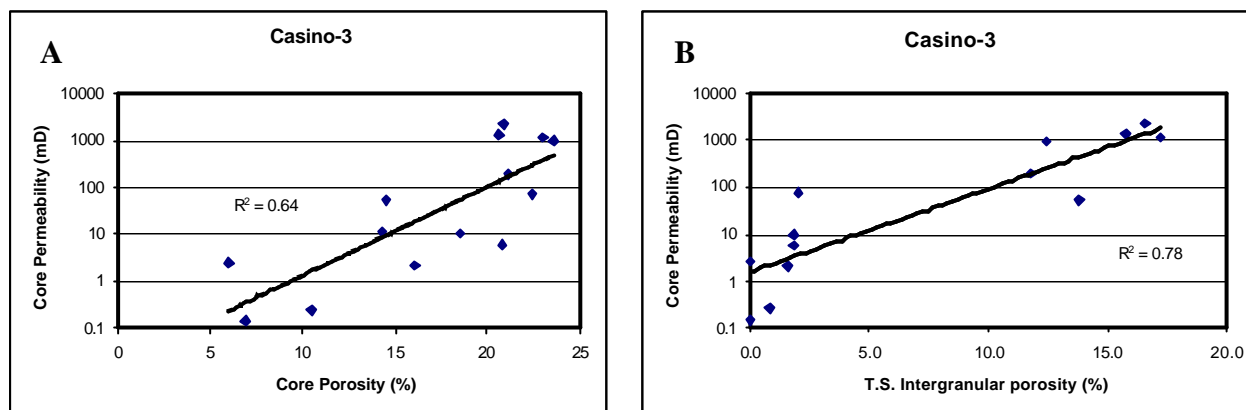 A
Casino-3
Core Permeability (mD)
10000
1000
100
10
1
0.1
R² = 0.64
0 5 10 15 20 25
Core Porosity (%)
B
Casino-3
Core Permeability (mD)
10000
1000
100
10
1
0.1
R² = 0.78
0.0 5.0 10.0 15.0 20.0
T.S. Intergranular porosity (%)